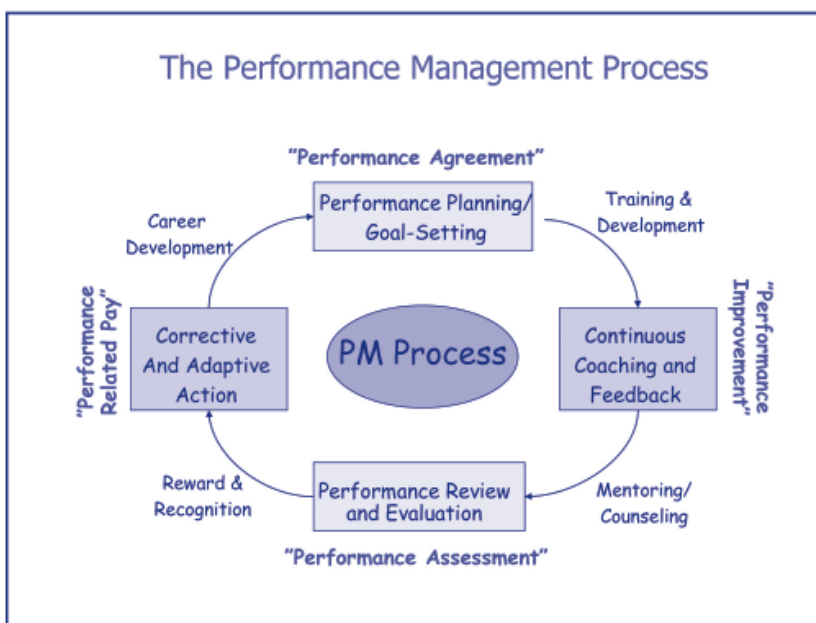 The Performance Management Process
"Performance Agreement"
Performance Planning/
Goal-Setting
Career
Development
Training &
Development
"Performance
Related Pay"
Corrective
And Adaptive
Action
PM Process
Continuous
Coaching and
Feedback
"Performance
Improvement"
Reward &
Recognition
Performance Review
and Evaluation
Mentoring/
Counseling
"Performance Assessment"